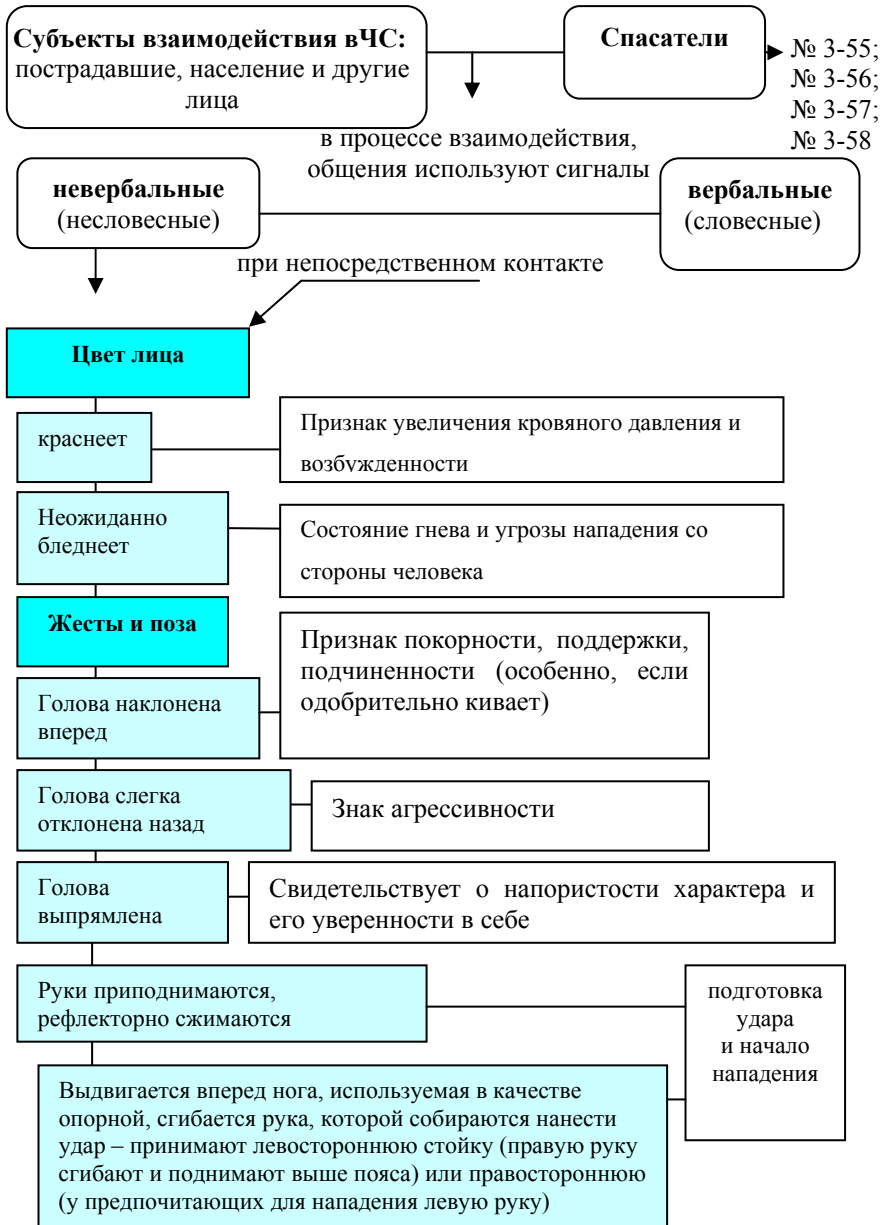 Субъекты взаимодействия вЧС:
пострадавшие, население и другие
лица
Спасатели
№ 3-55;
№ 3-56;
№ 3-57;
№ 3-58
в процессе взаимодействия,
общения используют сигналы
невербальные
(несловесные)
вербальные
(словесные)
при непосредственном контакте
Цвет лица
краснеет
Признак увеличения кровяного давления и
возбужденности
Неожиданно
бледнеет
Состояние гнева и угрозы нападения со
стороны человека
Жесты и поза
Признак покорности, поддержки,
подчиненности (особенно, если
одобрительно кивает)
Голова наклонена
вперед
Голова слегка
отклонена назад
Знак агрессивности
Голова
выпрямлена
Свидетельствует о напористости характера и
его уверенности в себе
Руки приподнимаются,
рефлекторно сжимаются
подготовка
удара
и начало
нападения
Выдвигается вперед нога, используемая в качестве
опорной, сгибается рука, которой собираются нанести
удар – принимают левостороннюю стойку (правую руку
сгибают и поднимают выше пояса) или правостороннюю
(у предпочитающих для нападения левую руку)